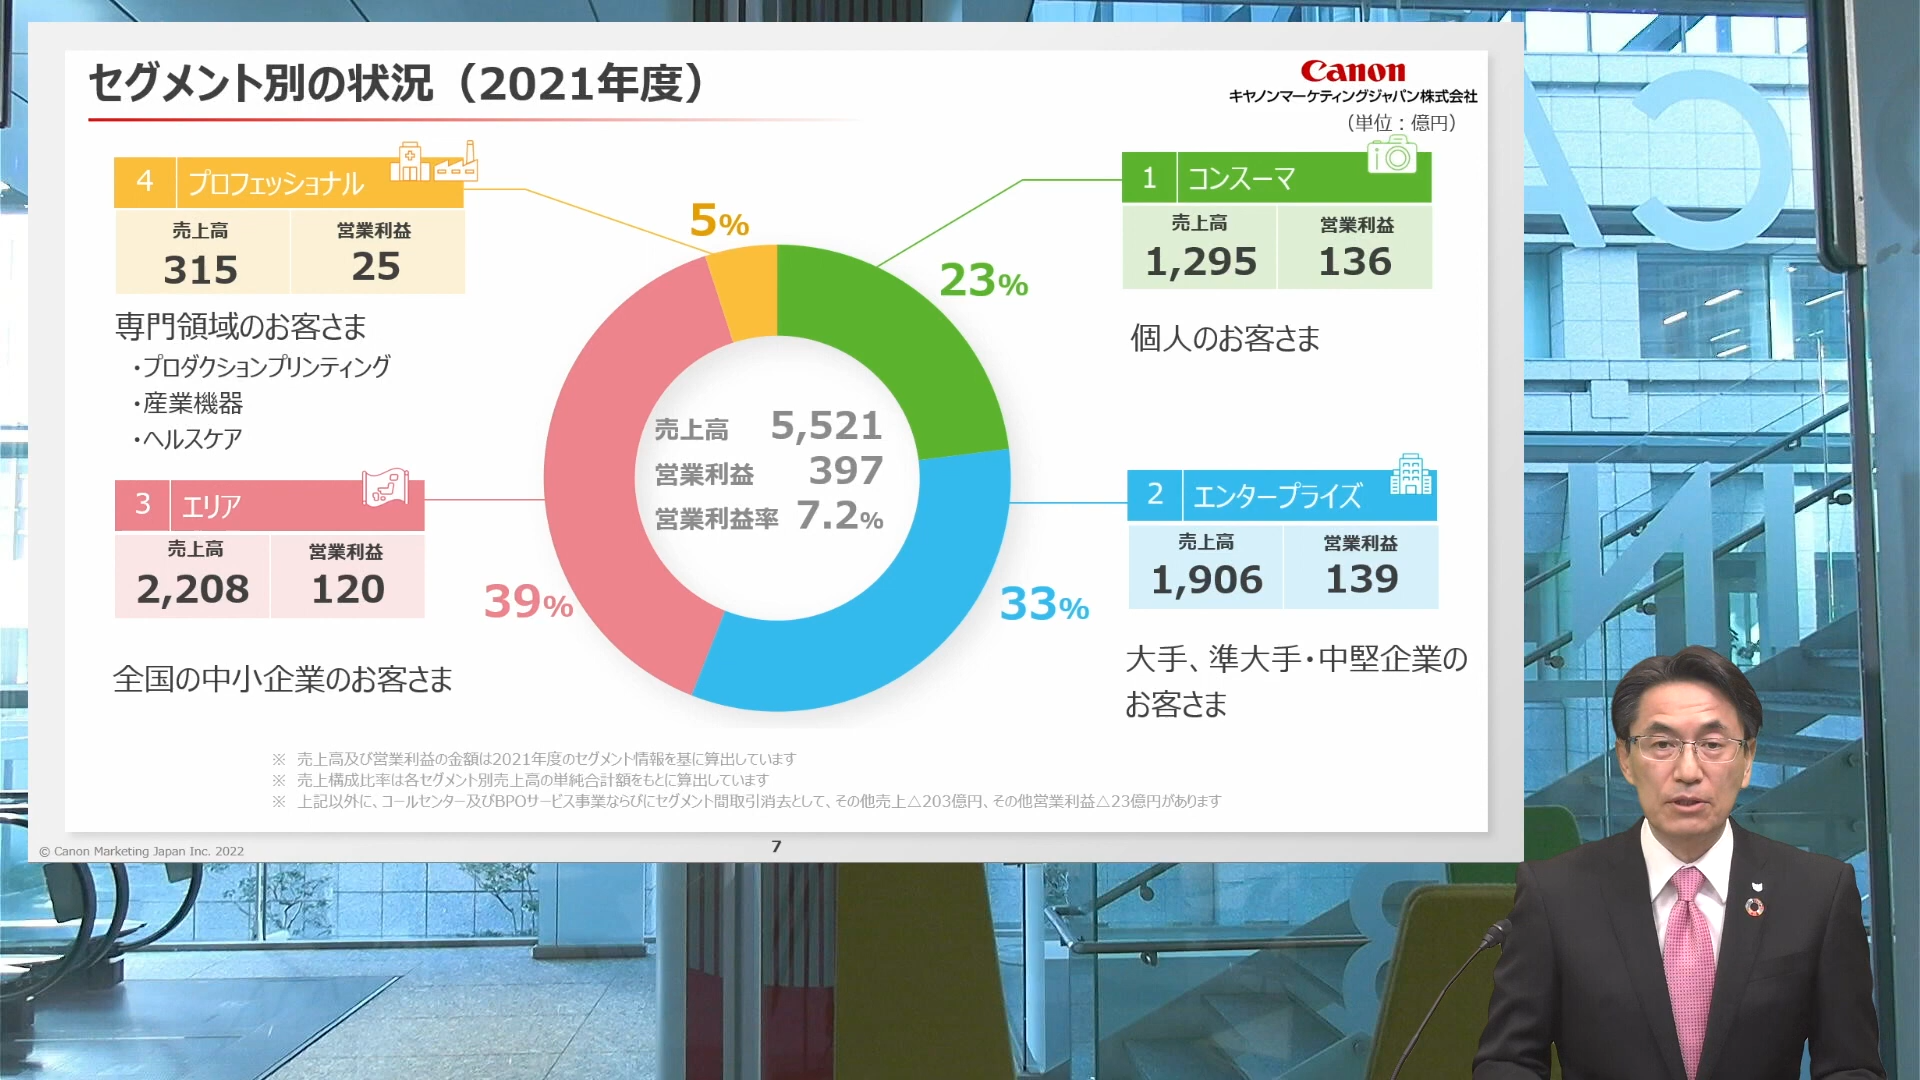 セグメント別の状況（2021年度）
Canon
キヤノンマーケティングジャパン株式会社
（単位：億円）
4 プロフェッショナル
売上高 営業利益
315 25
専門領域のお客さま
・プロダクションプリンティング
・産業機器
・ヘルスケア
3 エリア
売上高 営業利益
2,208 120
全国の中小企業のお客さま
5%
23%
39%
33%
売上高 5,521
営業利益 397
営業利益率 7.2%
1 コンスーマ
売上高 営業利益
1,295 136
個人のお客さま
2 エンタープライズ
売上高 営業利益
1,906 139
大手、準大手・中堅企業の
お客さま
※ 売上高及び営業利益の金額は2021年度のセグメント情報を基に算出しています
※ 売上構成比率は各セグメント別売上高の単純合計額をもとに算出しています
※ 上記以外に、コールセンター及びBPOサービス事業ならびにセグメント間取引消去として、その他売上△203億円、その他営業利益△23億円があります
© Canon Marketing Japan Inc. 2022
7